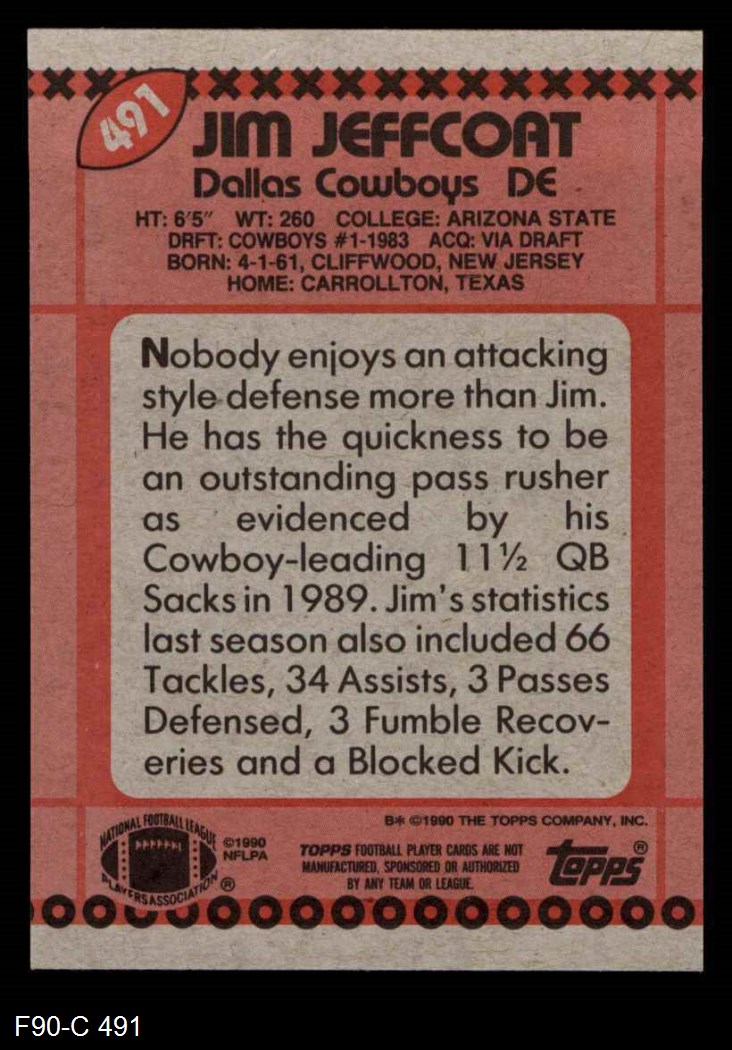 491
JIM JEFFCOAT
Dallas Cowboys DE
HT: 6'5" WT: 260 COLLEGE: ARIZONA STATE
DRFT: COWBOYS #1-1983 ACQ: VIA DRAFT
BORN: 4-1-61, CLIFFWOOD, NEW JERSEY
HOME: CARROLLTON, TEXAS
Nobody enjoys an attacking
style defense more than Jim.
He has the quickness to be
an outstanding pass rusher
as evidenced by his
Cowboy-leading 11½ QB
Sacks in 1989. Jim's statistics
last season also included 66
Tackles, 34 Assists, 3 Passes
Defensed, 3 Fumble Recov-
eries and a Blocked Kick.
NATIONAL FOOTBALL LEAGUE
PLAYERS ASSOCIATION ®
©1990
NFLPA
B* ©1990 THE TOPPS COMPANY, INC.
TOPPS FOOTBALL PLAYER CARDS ARE NOT
MANUFACTURED, SPONSORED OR AUTHORIZED
BY ANY TEAM OR LEAGUE.
topps ®
F90-C 491